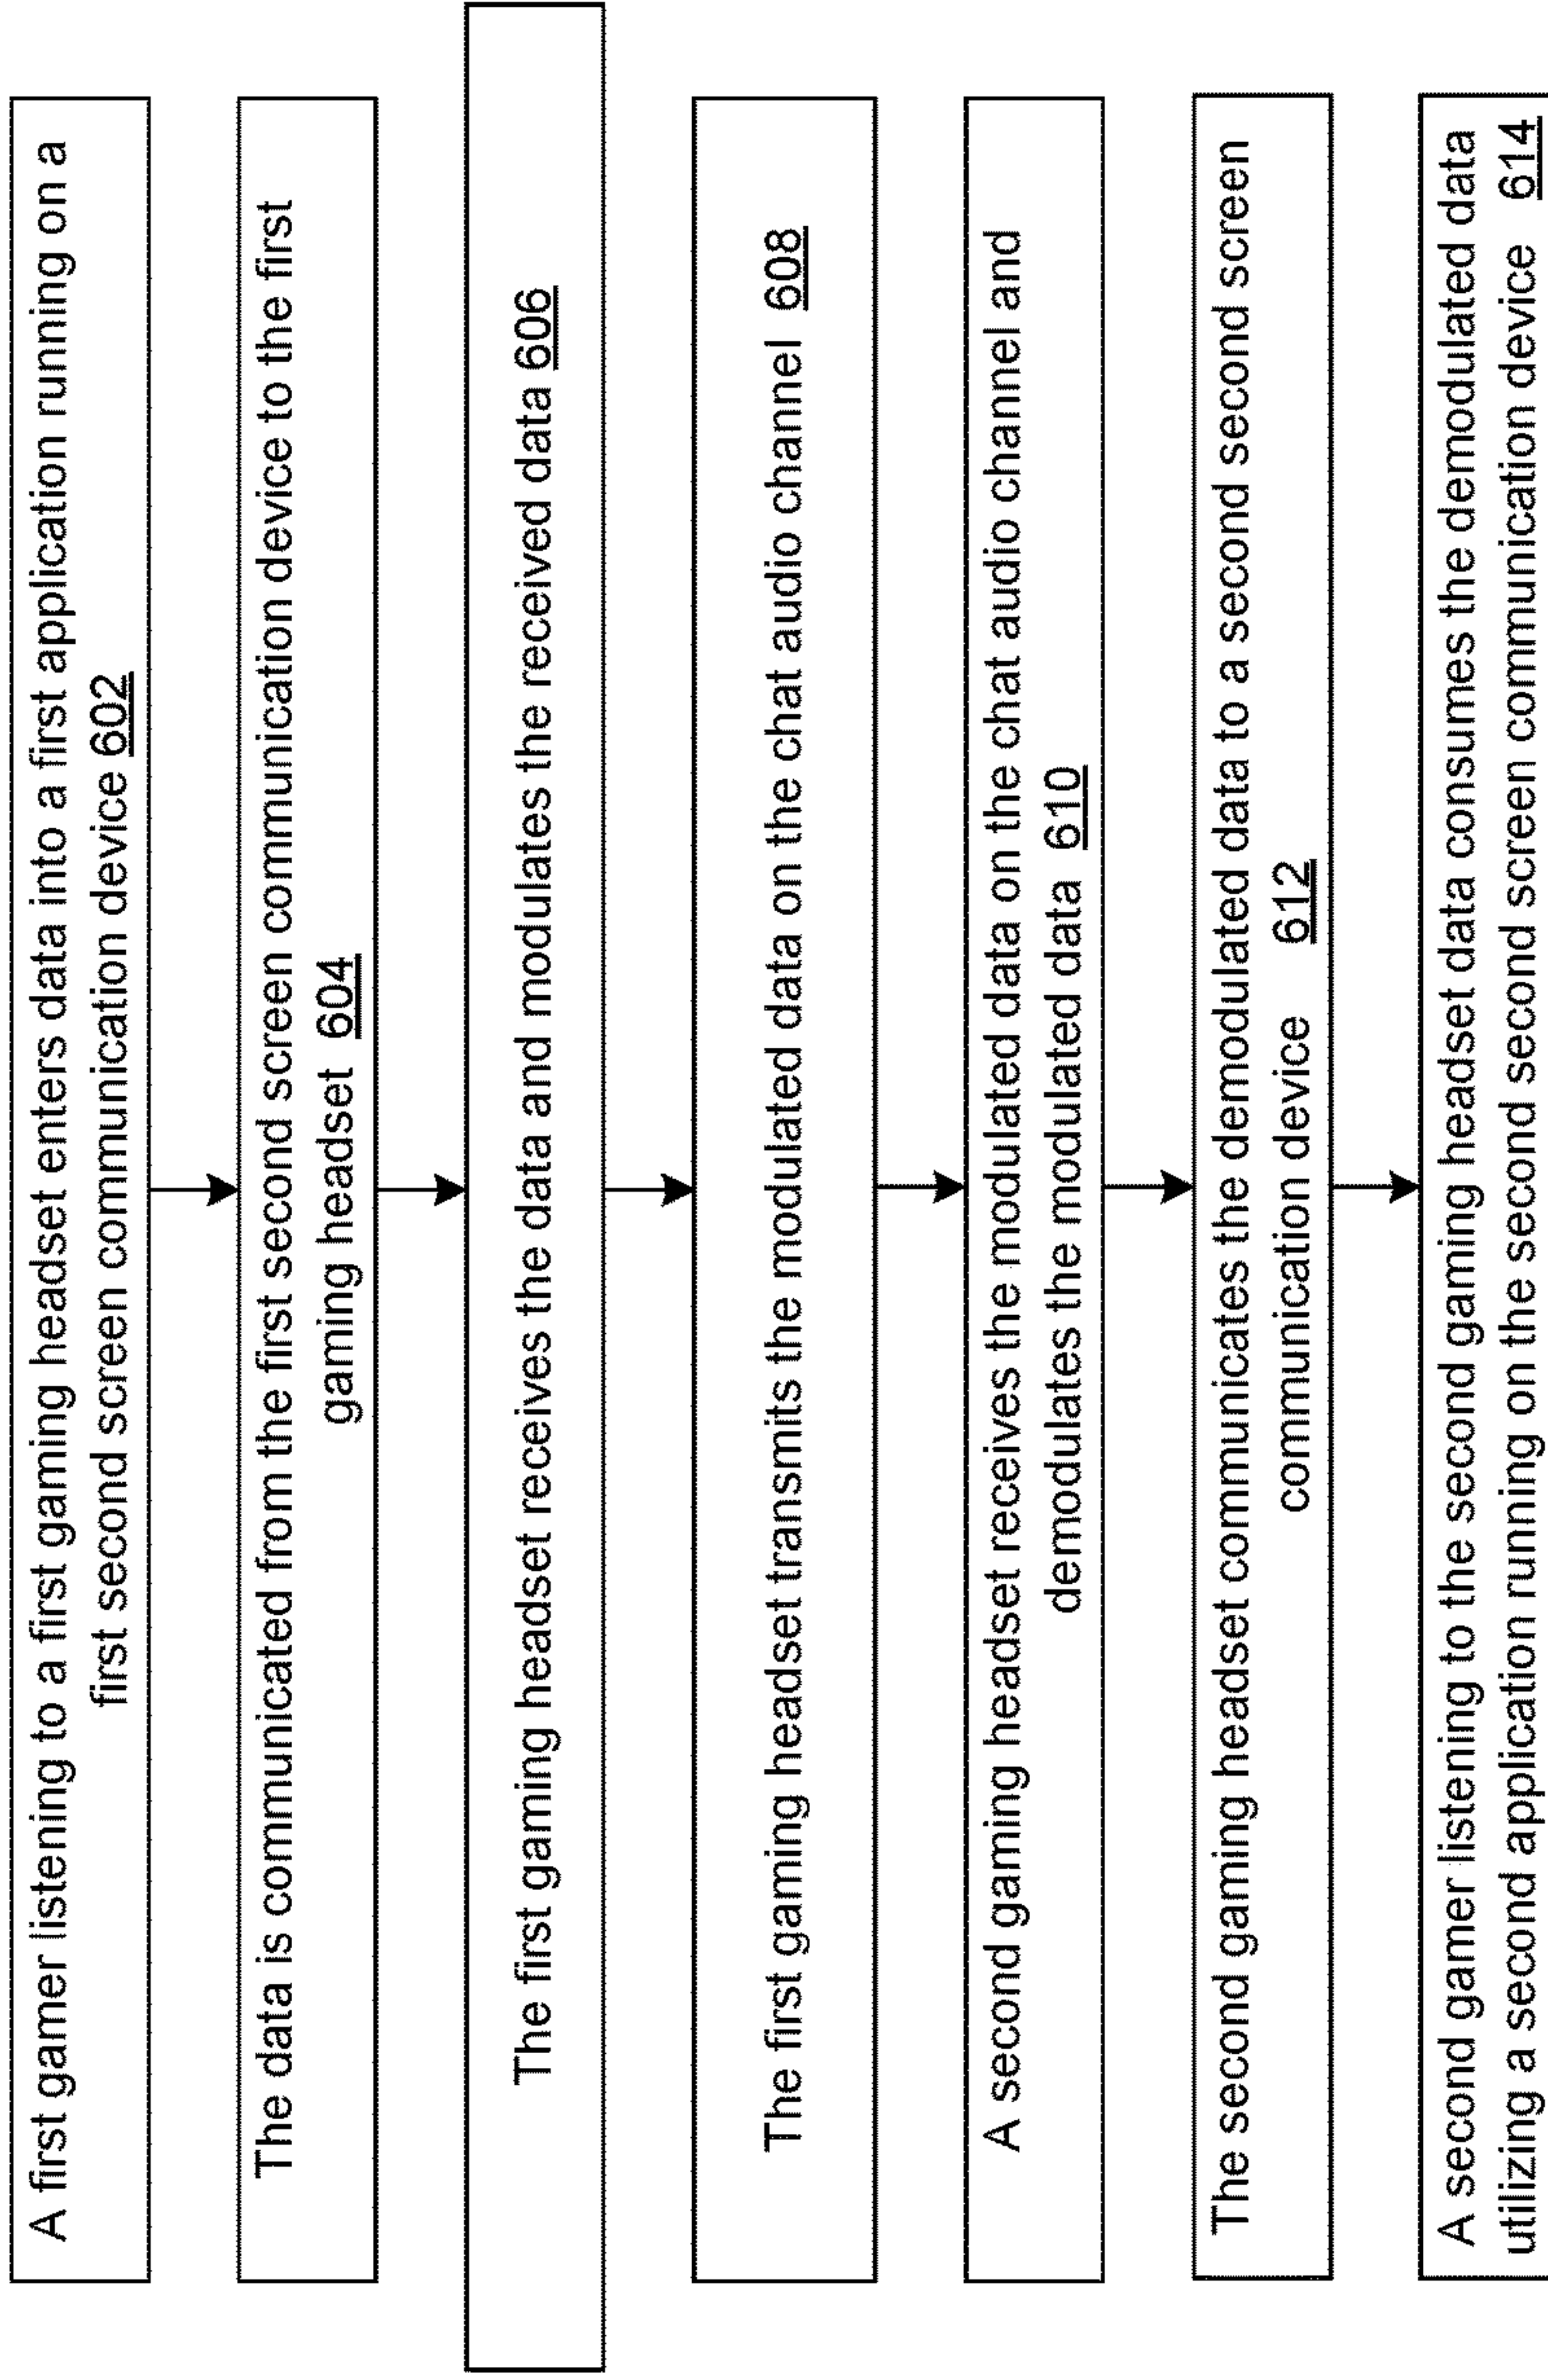 A first gamer listening to a first gaming headset enters data into a first application running on a
first second screen communication device 602
The data is communicated from the first second screen communication device to the first
gaming headset 604
The first gaming headset receives the data and modulates the received data 606
The first gaming headset transmits the modulated data on the chat audio channel 608
A second gaming headset receives the modulated data on the chat audio channel and
demodulates the modulated data 610
The second gaming headset communicates the demodulated data to a second second screen
communication device 612
A second gamer listening to the second gaming headset data consumes the demodulated data
utilizing a second application running on the second second screen communication device 614